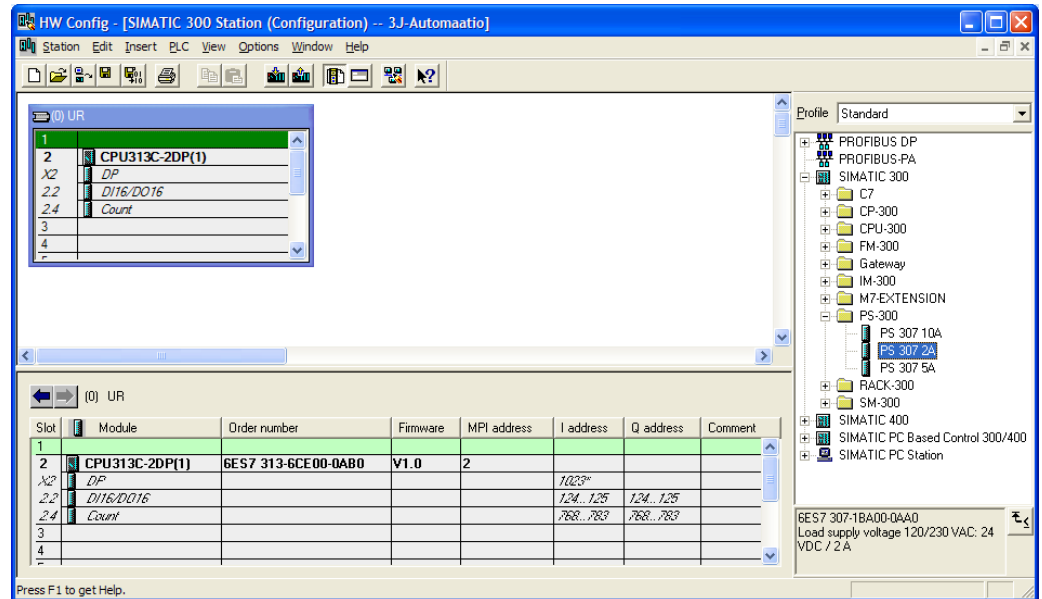 HW Config - [SIMATIC 300 Station (Configuration) -- 3J-Automaatio]
Station Edit Insert PLC View Options Window Help
(0) UR
1
2 CPU313C-2DP(1)
X2 DP
2.2 DI16/DO16
2.4 Count
3
4
Profile Standard
PROFIBUS DP
PROFIBUS-PA
SIMATIC 300
C7
CP-300
CPU-300
FM-300
Gateway
IM-300
M7-EXTENSION
PS-300
PS 307 10A
PS 307 2A
PS 307 5A
RACK-300
SM-300
SIMATIC 400
SIMATIC PC Based Control 300/400
SIMATIC PC Station
(0) UR
Slot Module Order number Firmware MPI address I address Q address Comment
1
2 CPU313C-2DP(1) 6ES7 313-6CE00-0AB0 V1.0 2
X2 DP 1023*
2.2 DI16/DO16 124...125 124...125
2.4 Count 768...783 768...783
3
4
6ES7 307-1BA00-0AA0
Load supply voltage 120/230 VAC: 24
VDC / 2 A
Press F1 to get Help.